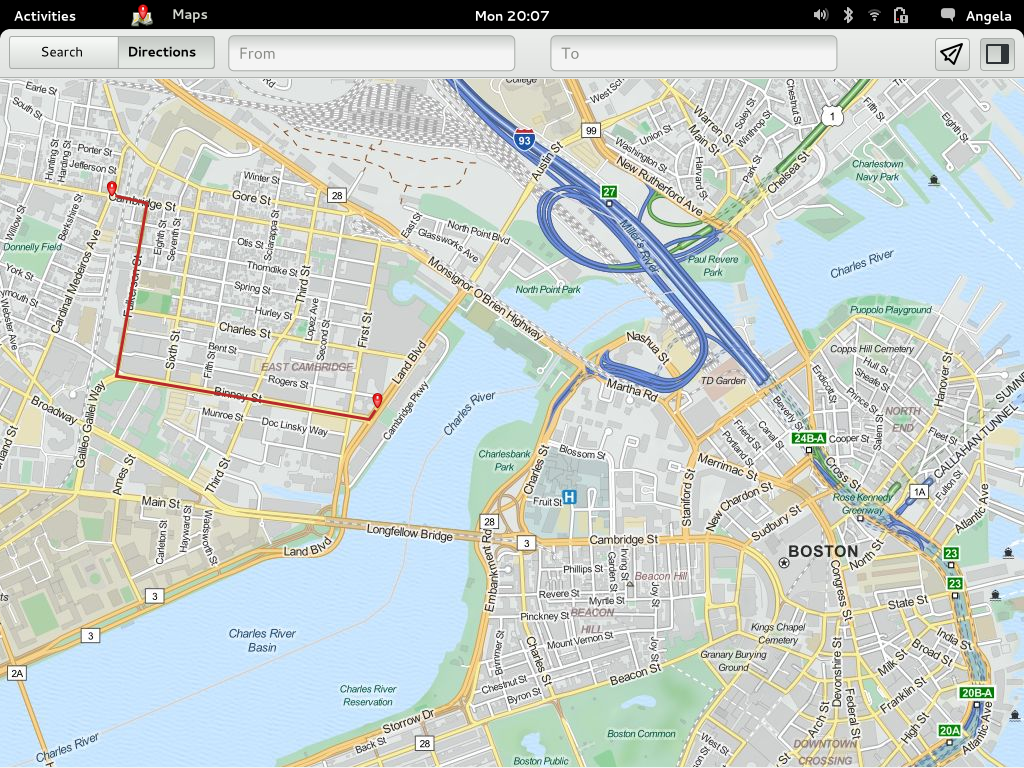 Activities
Maps
Mon 20:07
Angela
Search
Directions
From
To
Earle St
South St
Hunting St
Harding St
Porter St
Jefferson St
Cambridge St
Willow St
Berkshire St
Donnelly Field
York St
Webster Ave
Cardinal Medeiros Ave
Fulkerson St
Eighth St
Seventh St
Winter St
Gore St
28
Sciarappa St
Otis St
Thorndike St
Spring St
Third St
Hurley St
Lopez Ave
Second St
First St
Charles St
Sixth St
Fifth St
Bent St
EAST CAMBRIDGE
Rogers St
Binney St
Munroe St
Doc Linsky Way
Land Blvd
Cambridge Pkwy
Charles River
Broadway
Galileo Galilei Way
Ames St
Third St
Main St
Carleton St
Hayward St
Wadsworth St
Land Blvd
Longfellow Bridge
3
3
2A
Charles River
Basin
Charles River
Reservation
Charles River
Storrow Dr
Back St
28
East St
Glassworks Ave
North Point Blvd
Monsignor O'Brien Highway
North Point Park
College
93
99
Austin St
West Sch
Union St
Washington St
Warren St
Main St
Harvard St
Soley St
Winthrop St
Chestnut St
Park St
Chelsea St
1
Fifth St
Eighth St
Charlestown
Navy Park
New Rutherford Ave
27
Millers River
Paul Revere
Park
Charles River
Puopolo Playground
Copps Hill Cemetery
Nashua St
TD Garden
Martha Rd
Endicott St
Hull St
Sheafe St
Prince St
Hanover St
NORTH
END
Salem St
Cooper St
Fleet St
SUMNE
CALLAHAN TUNNEL
Beverly St
Canal St
Friend St
Portland St
24B-A
Cross St
Fulton St
1A
Rose Kennedy
Greenway
Atlantic Ave
Merrimac St
New Chardon St
Sudbury St
Staniford St
Blossom St
Charlesbank
Park
Charles St
Fruit St
H
28
3
Cambridge St
BOSTON
North St
23
23
Congress St
State St
Embankment Rd
Phillips St
Irving St
Garden St
Beacon Hill
Joy St
Revere St
Myrtle St
Pinckney St
BEACON
HILL
Mount Vernon St
Joy St
Brimmer St
Charles St
Chestnut St
Byron St
Beacon St
Kings Chapel
Cemetery
Granary Burying
Ground
India St
Broad St
Milk St
Devonshire St
Federal St
Franklin St
High St
Arch St
20B-A
20A
Atlantic Ave
Boston Common
Boston Public
West St
DOWNTOWN
CROSSING